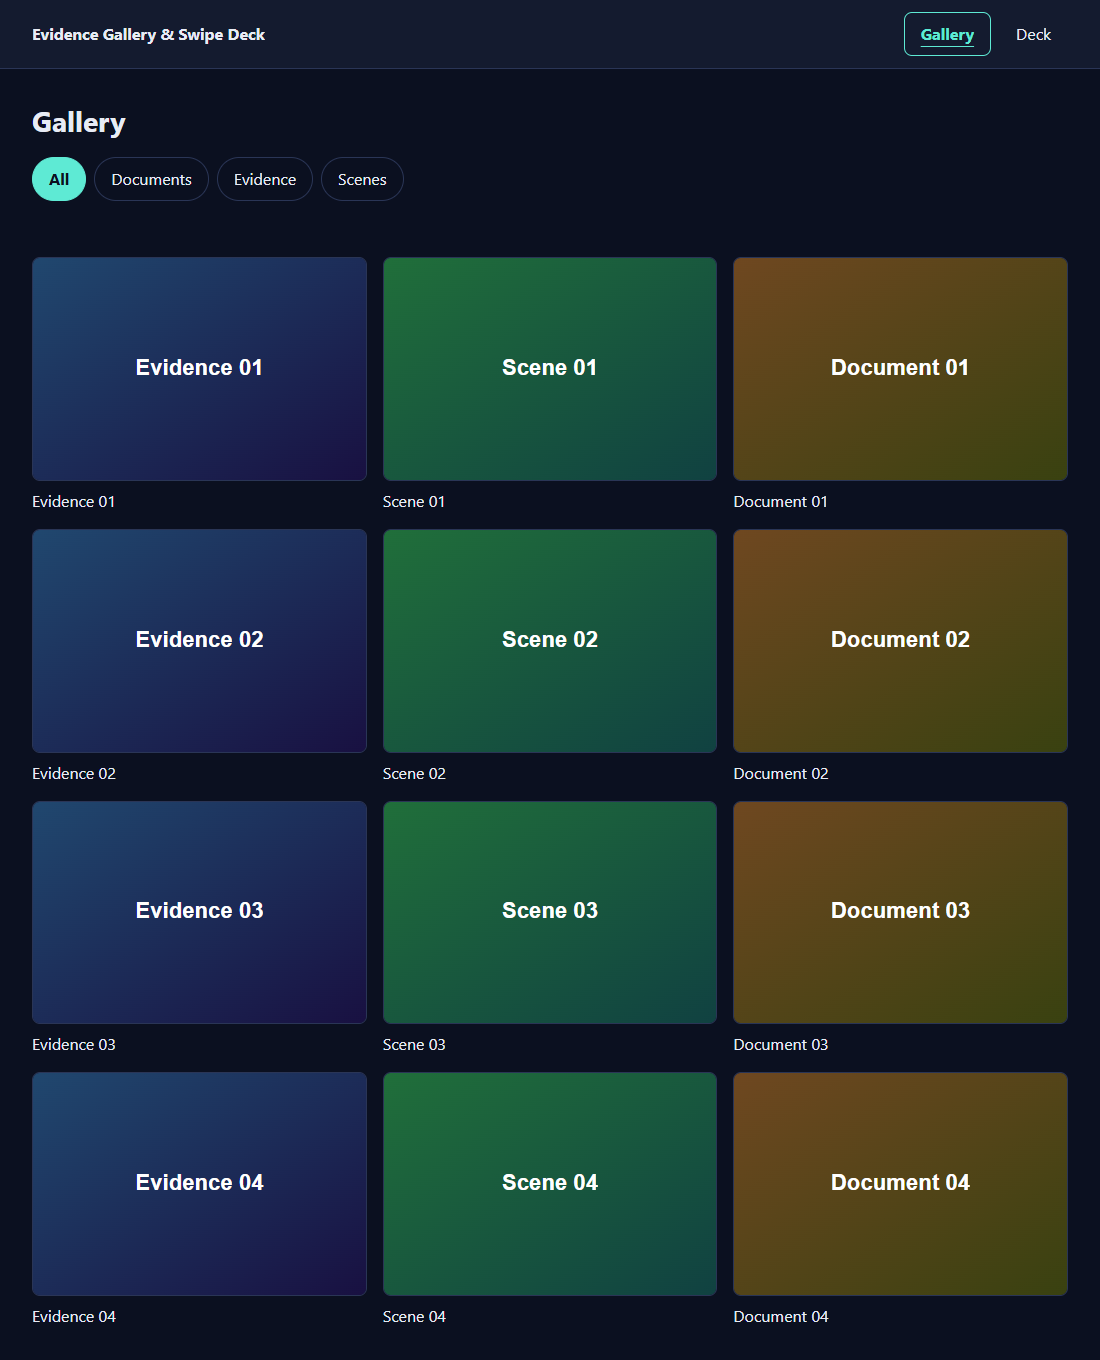 Evidence Gallery & Swipe Deck
Gallery
Deck
Gallery
All
Documents
Evidence
Scenes
Evidence 01
Scene 01
Document 01
Evidence 01
Scene 01
Document 01
Evidence 02
Scene 02
Document 02
Evidence 02
Scene 02
Document 02
Evidence 03
Scene 03
Document 03
Evidence 03
Scene 03
Document 03
Evidence 04
Scene 04
Document 04
Evidence 04
Scene 04
Document 04